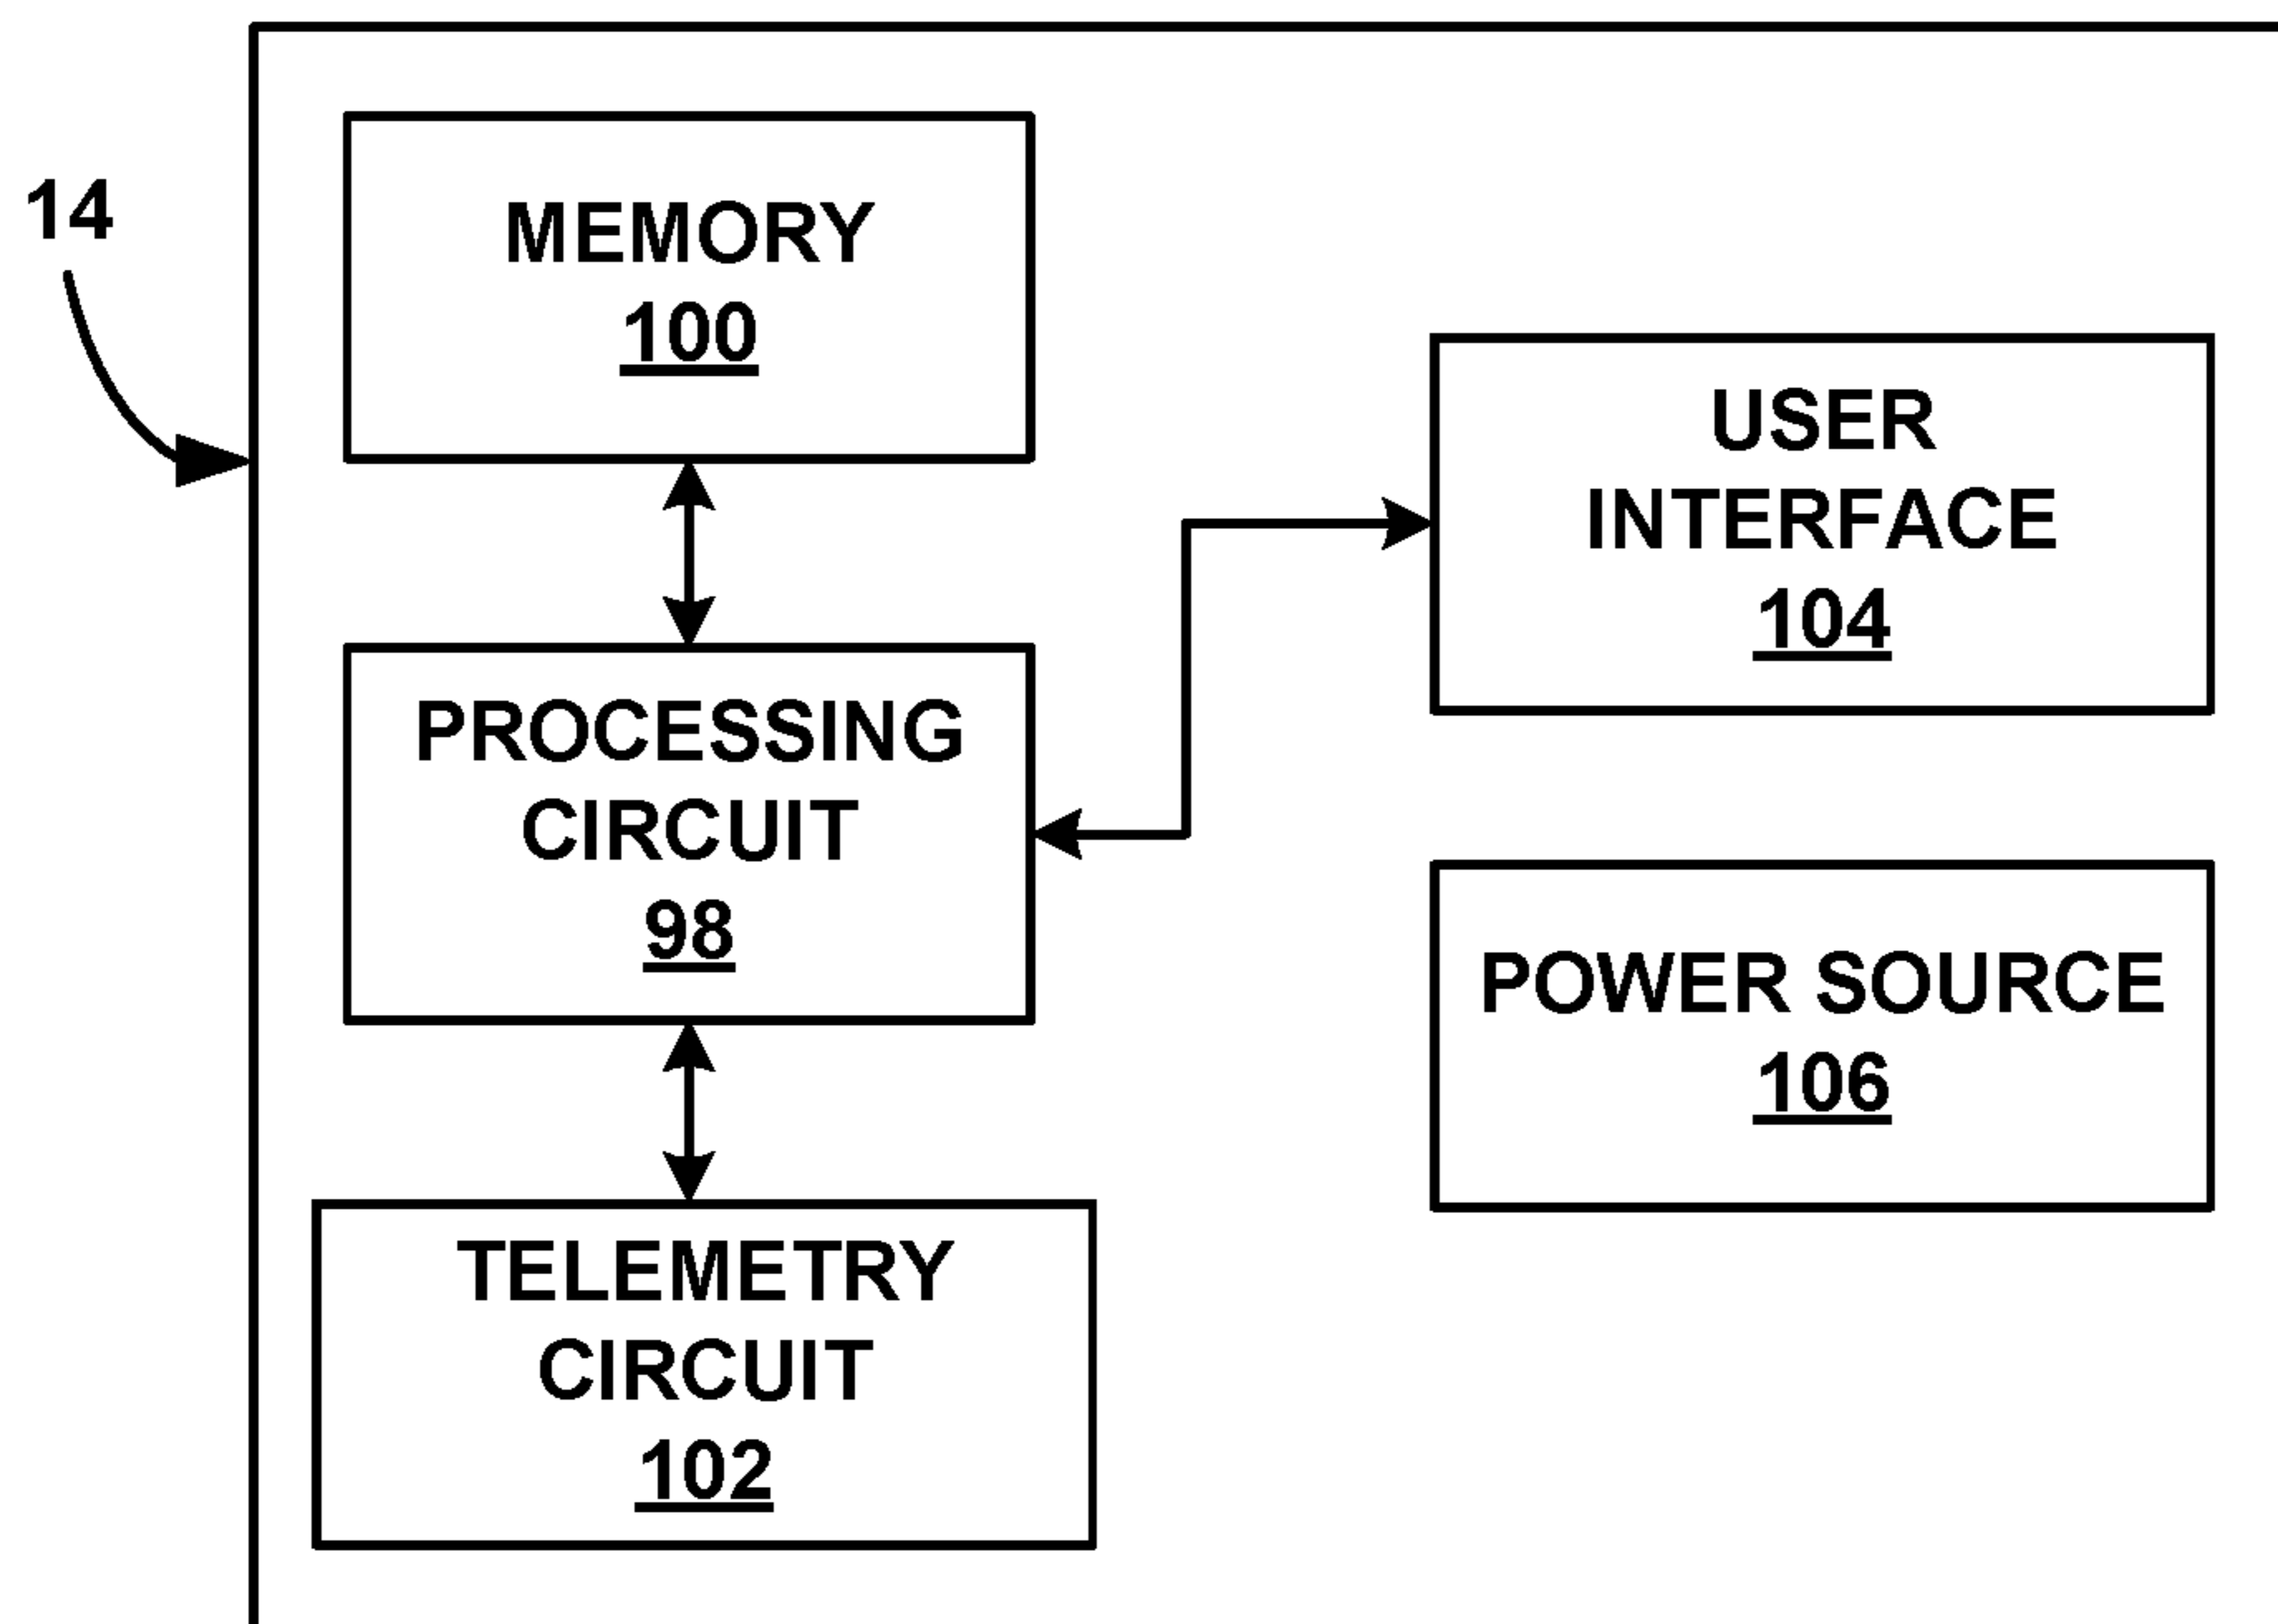 14
MEMORY
100
USER
INTERFACE
104
PROCESSING
CIRCUIT
98
POWER SOURCE
106
TELEMETRY
CIRCUIT
102